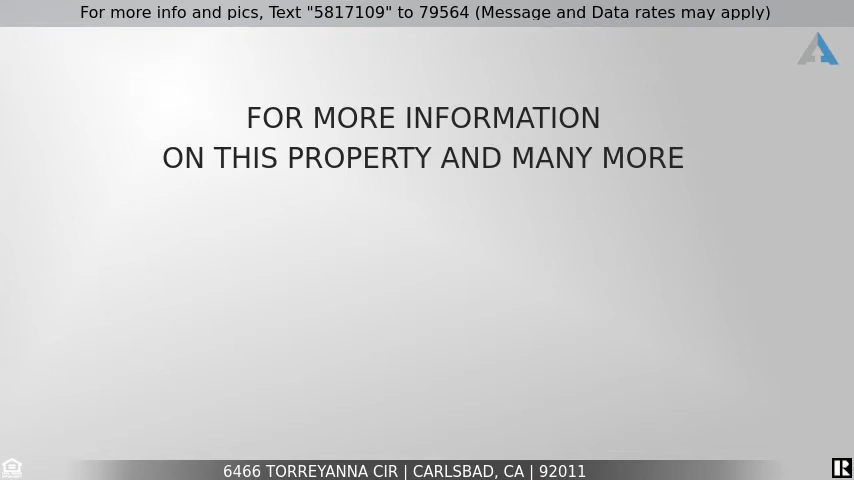 For more info and pics, Text "5817109" to 79564 (Message and Data rates may apply)
FOR MORE INFORMATION
ON THIS PROPERTY AND MANY MORE
6466 TORREYANNA CIR | CARLSBAD, CA | 92011